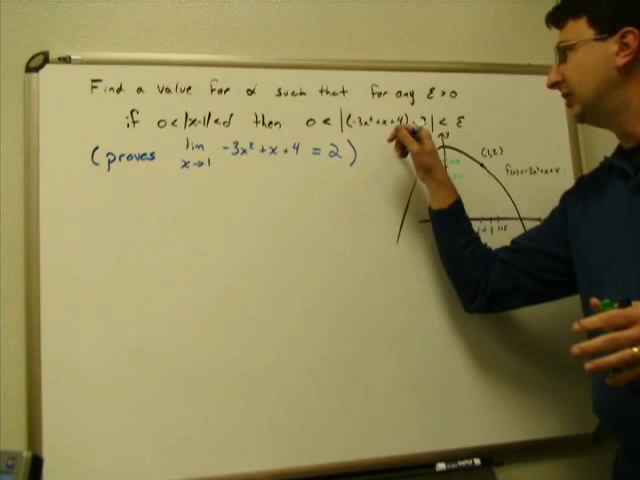 Find a value for α such that for any ε > 0
if 0 < |x-1| < d then 0 < |(-3x²+x+4) - 2| < ε
(proves lim x→1 -3x² + x + 4 = 2)
y
(1,2)
f(x)=-3x²+x+4